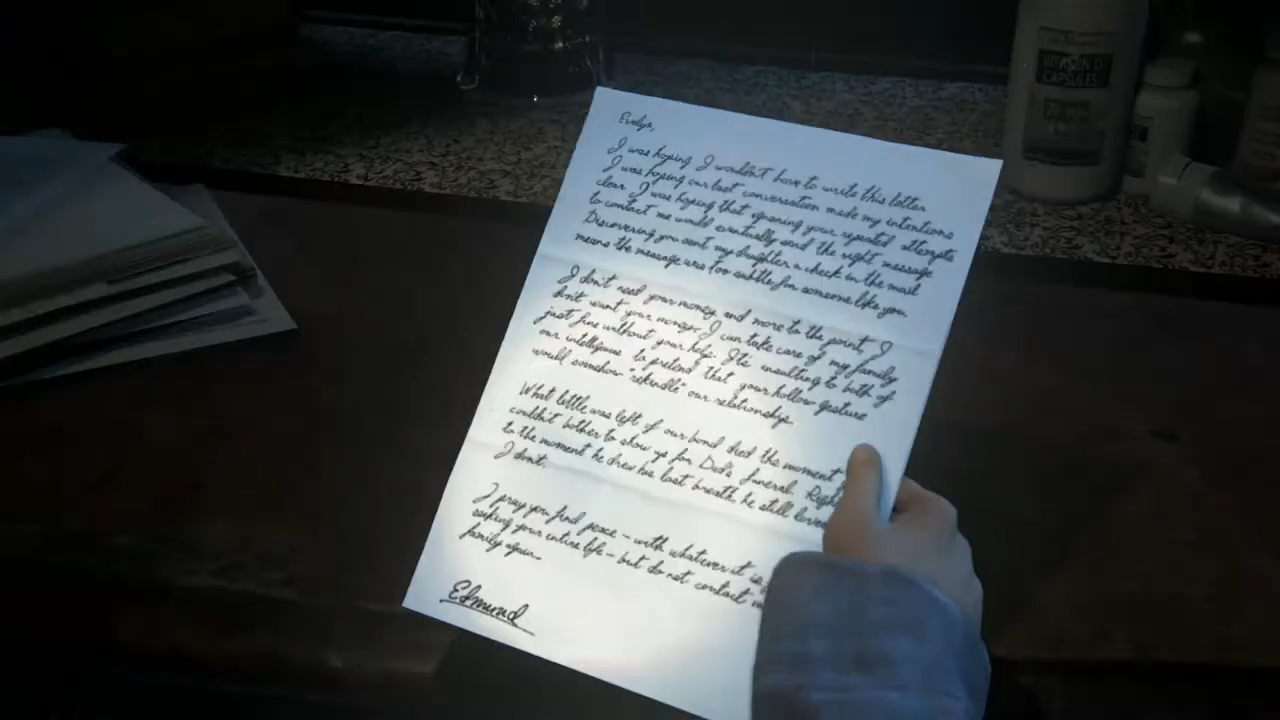 Evelyn,
I was hoping I wouldn't have to write this letter.
I was hoping our last conversation made my intentions
clear. I was hoping that ignoring your repeated attempts
to contact me would eventually send the right message.
Discovering you sent my daughter a check in the mail
means the message was too subtle for someone like you.
I don't need your money, and more to the point, I
don't want your money. I can take care of my family
just fine without your help. It's insulting to both of
our intelligence to pretend that your hollow gesture
would somehow "rekindle" our relationship.
What little was left of our bond died the moment
couldn't bother to show up for Dad's funeral. Right
to the moment he drew his last breath, he still loved
I don't.
I pray you find peace – with whatever it is
seeking your entire life – but do not contact
family again.
Edmund
VITAMIN D
CAPSULES